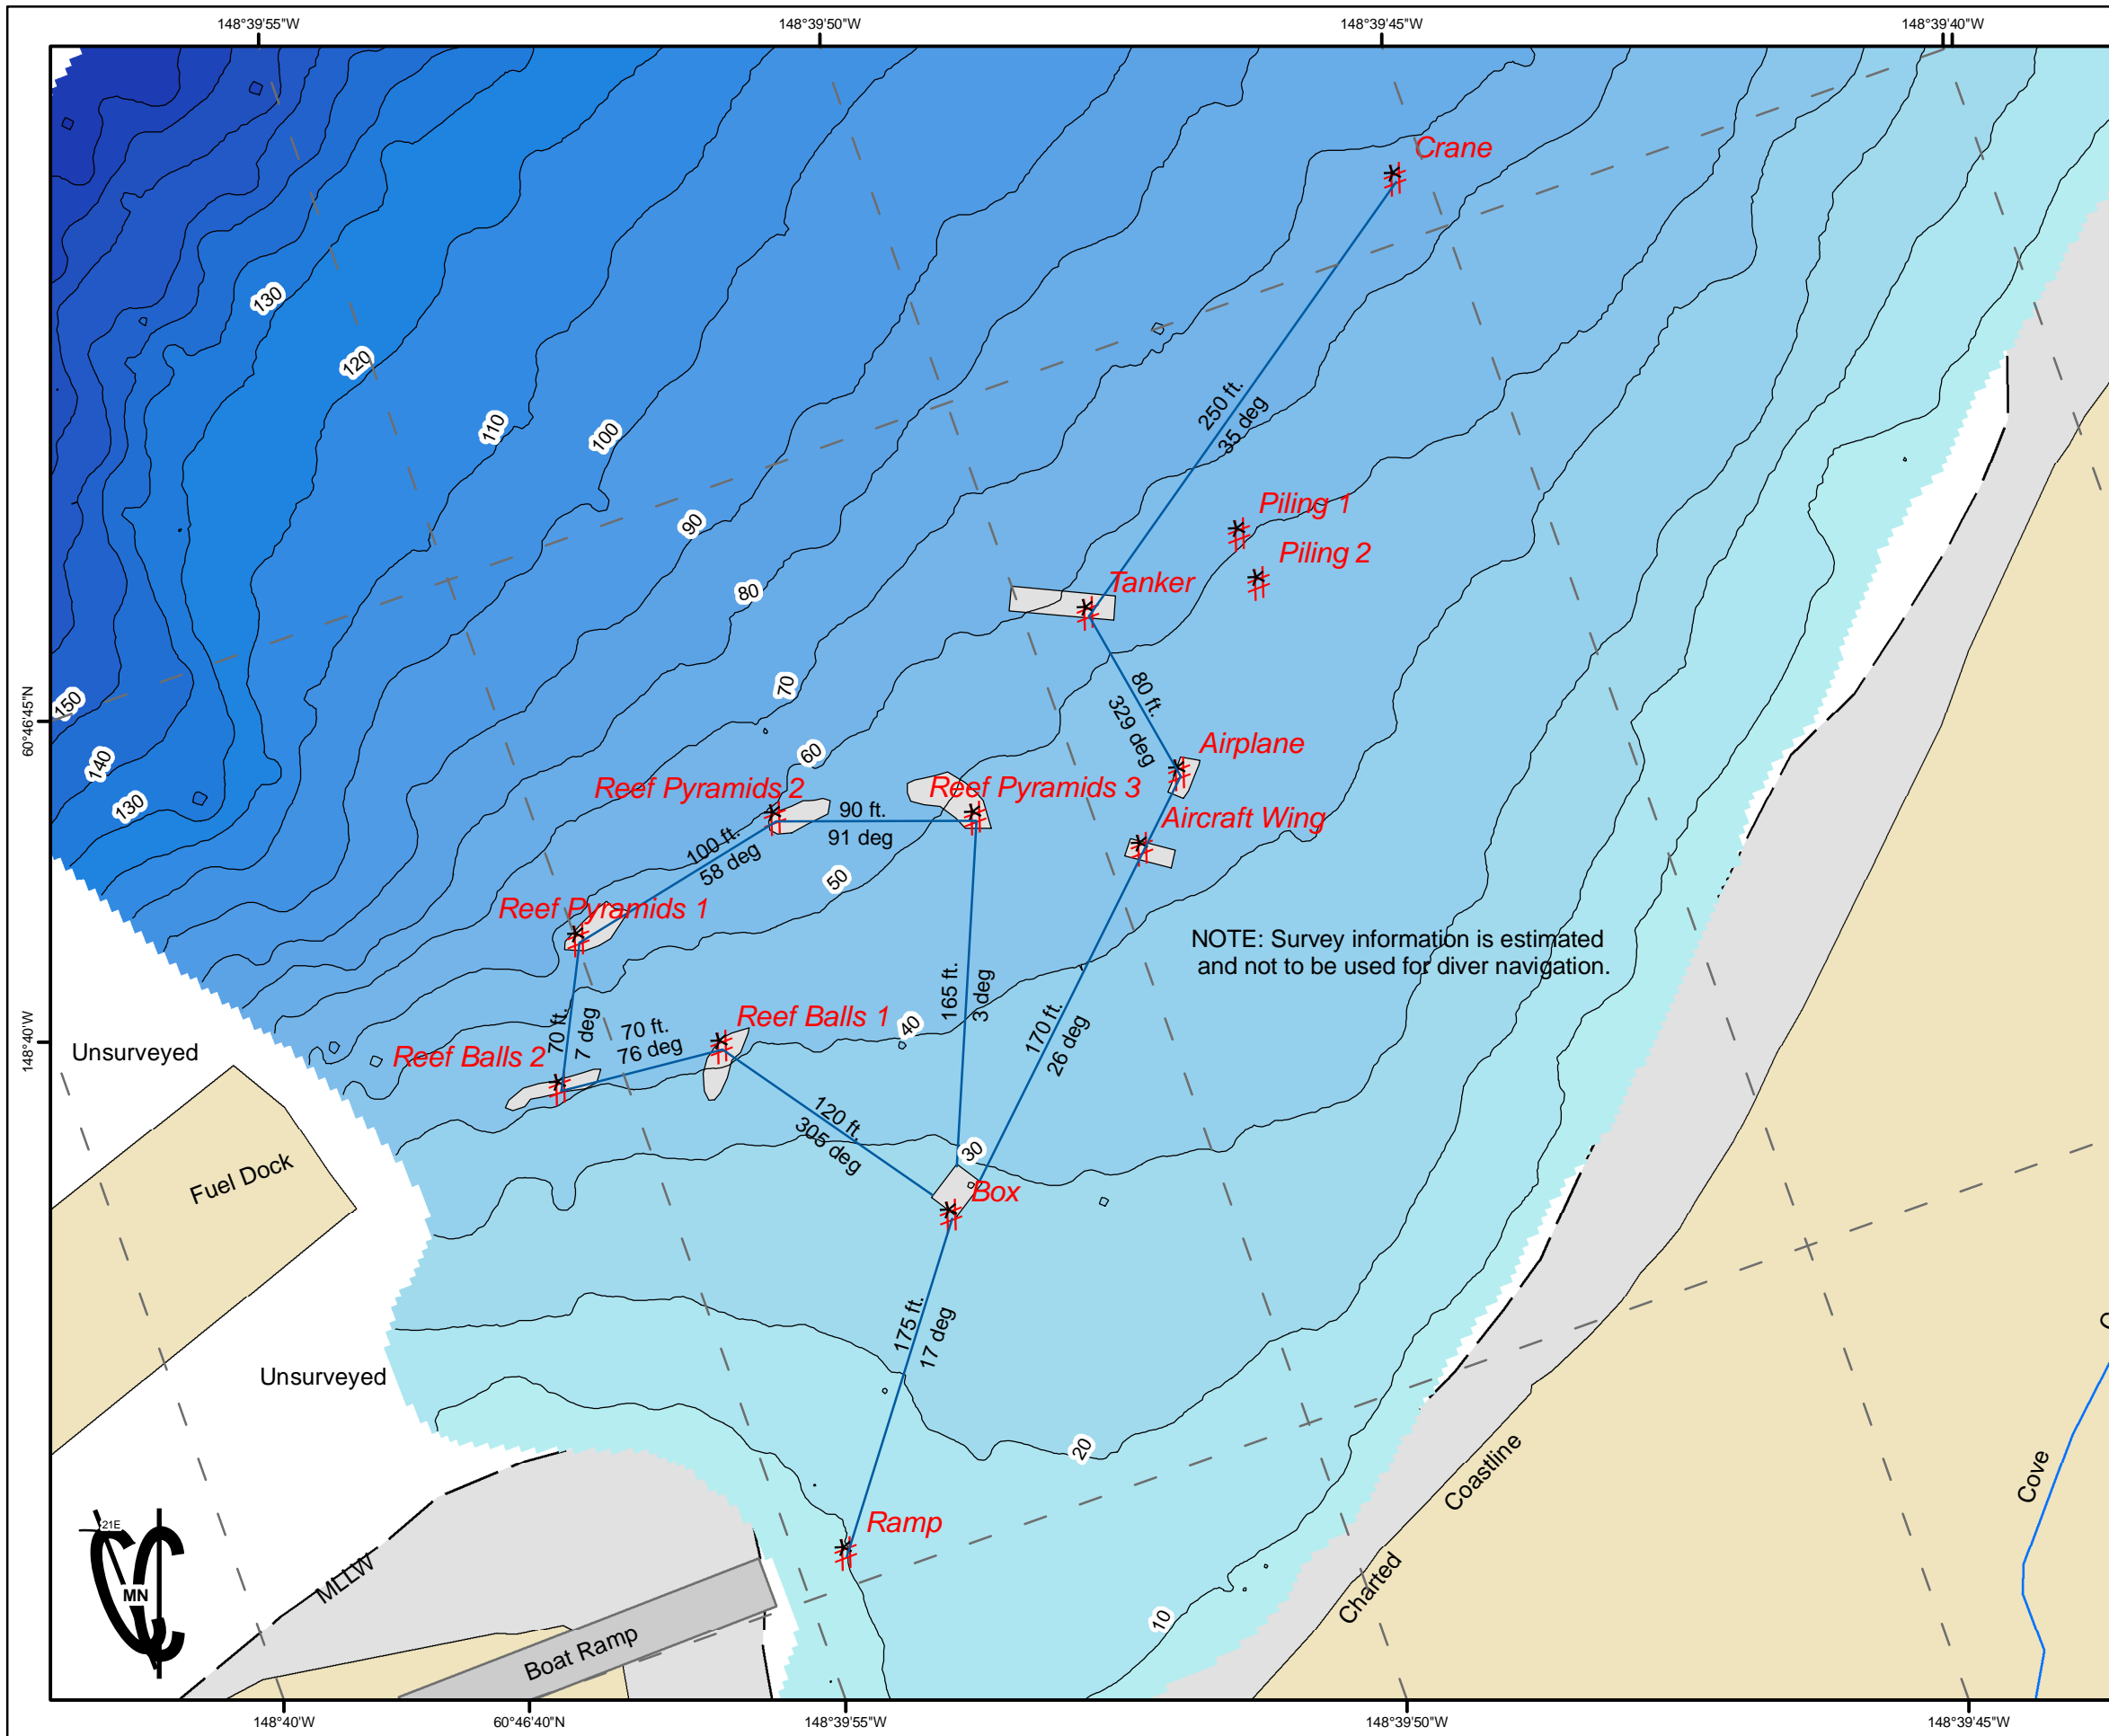 148°39'55"W
148°39'50"W
148°39'45"W
148°39'40"W
Crane
130
120
110
100
250 ft.
35 deg
90
Piling 1
Piling 2
80
Tanker
60°46'45"N
150
70
80 ft.
329 deg
140
60
Airplane
130
Reef Pyramids 2
Reef Pyramids 3
90 ft.
91 deg
Aircraft Wing
100 ft.
58 deg
50
Reef Pyramids 1
NOTE: Survey information is estimated
and not to be used for diver navigation.
165 ft.
3 deg
148°40'W
Unsurveyed
Reef Balls 1
40
170 ft.
26 deg
70 ft.
7 deg
70 ft.
76 deg
Reef Balls 2
120 ft.
305 deg
30
Fuel Dock
Box
175 ft.
17 deg
Unsurveyed
20
Coastline
Cove
Ramp
21E
MN
MLLW
Charted
10
Boat Ramp
148°40'W
60°46'40"N
148°39'55"W
148°39'50"W
148°39'45"W